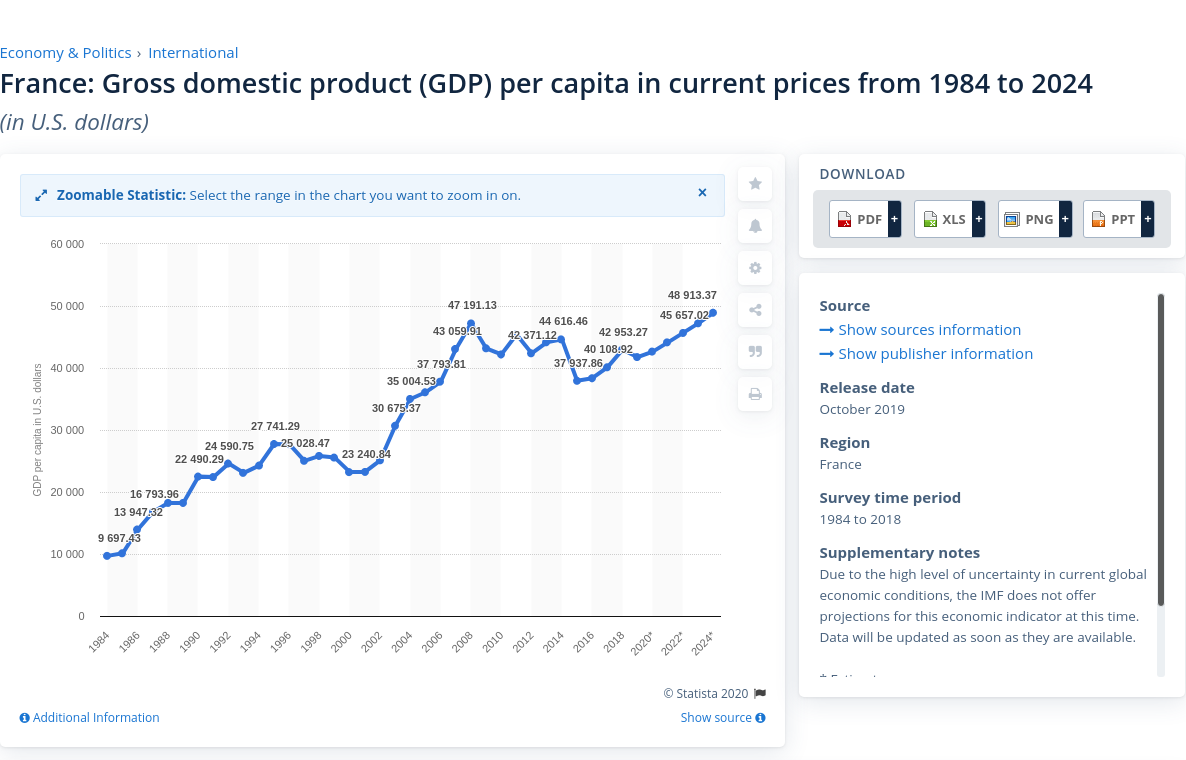 Economy & Politics › International
France: Gross domestic product (GDP) per capita in current prices from 1984 to 2024
(in U.S. dollars)
Zoomable Statistic: Select the range in the chart you want to zoom in on. ×
GDP per capita in U.S. dollars
60 000
50 000
40 000
30 000
20 000
10 000
0
9 697.43
13 947.32
16 793.96
22 490.29
24 590.75
27 741.29
25 028.47
23 240.84
30 675.37
35 004.53
37 793.81
43 059.91
47 191.13
42 371.12
44 616.46
37 937.86
40 108.92
42 953.27
45 657.02
48 913.37
1984 1986 1988 1990 1992 1994 1996 1998 2000 2002 2004 2006 2008 2010 2012 2014 2016 2018 2020* 2022* 2024*
© Statista 2020
Additional Information
Show source
DOWNLOAD
PDF + XLS + PNG + PPT +
Source
Show sources information
Show publisher information
Release date
October 2019
Region
France
Survey time period
1984 to 2018
Supplementary notes
Due to the high level of uncertainty in current global
economic conditions, the IMF does not offer
projections for this economic indicator at this time.
Data will be updated as soon as they are available.